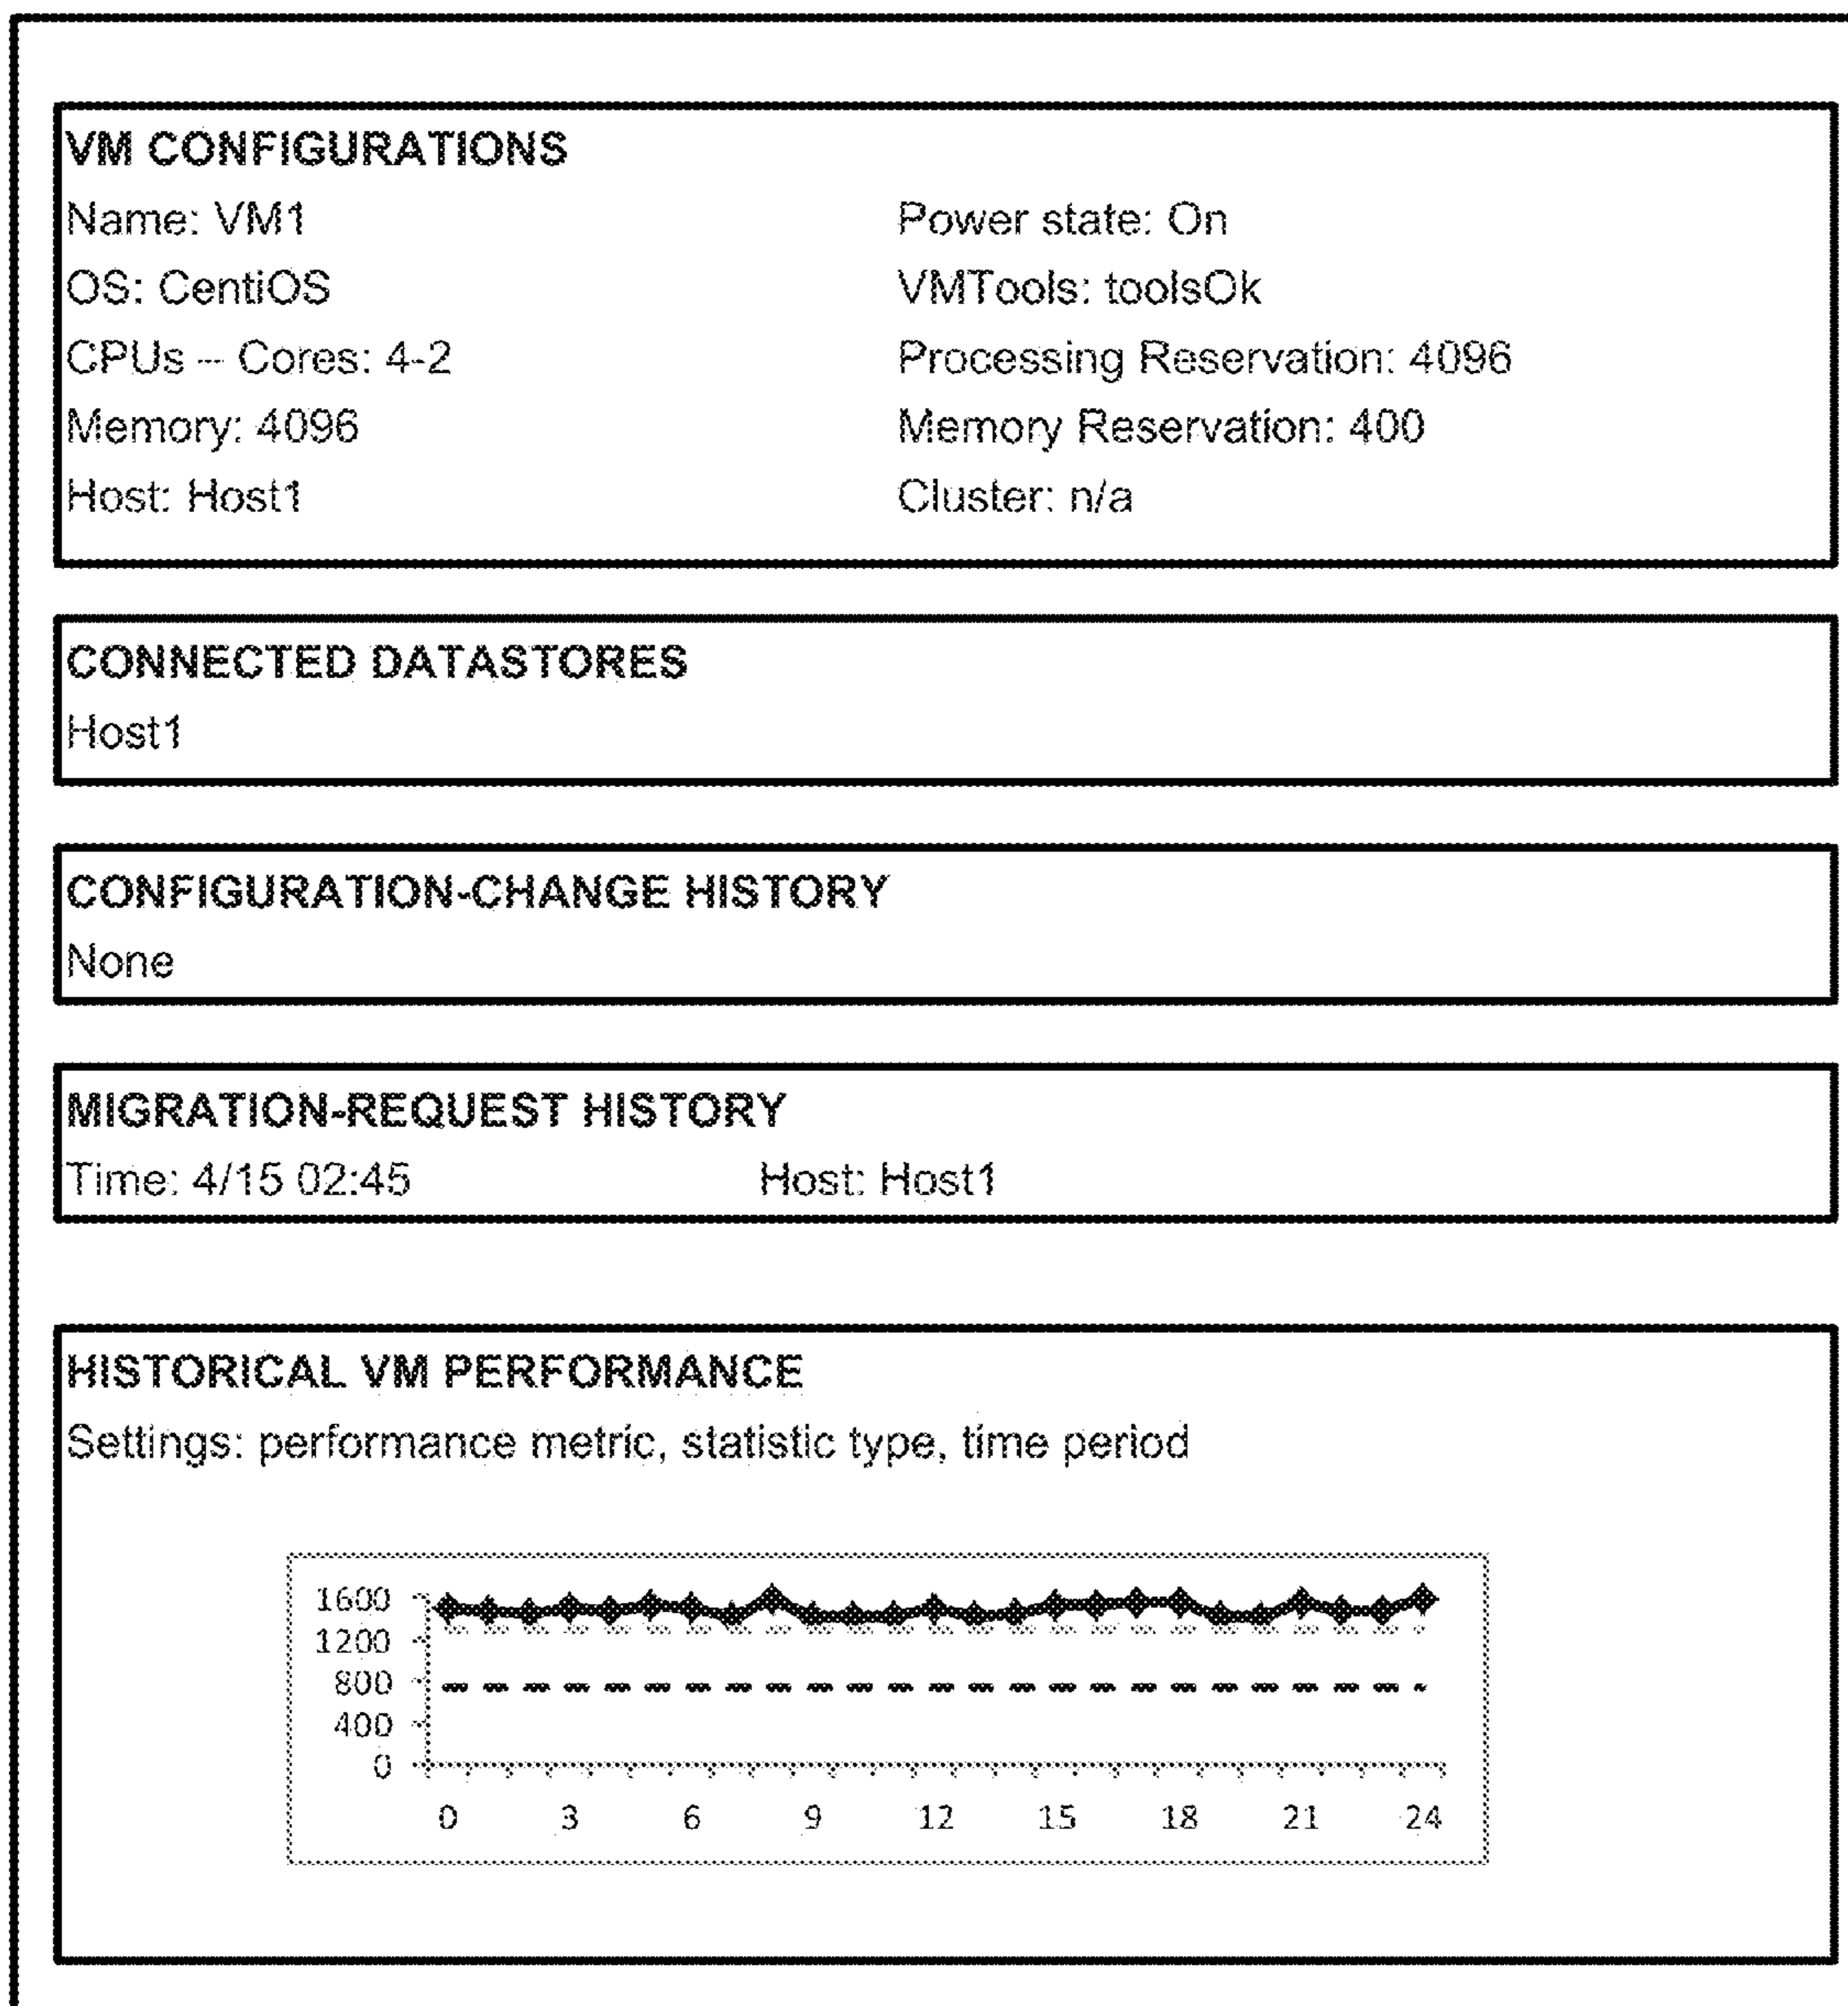 VM CONFIGURATIONS
Name: VM1 Power state: On
OS: CentiOS VMTools: toolsOk
CPUs – Cores: 4-2 Processing Reservation: 4096
Memory: 4096 Memory Reservation: 400
Host: Host1 Cluster: n/a
CONNECTED DATASTORES
Host1
CONFIGURATION-CHANGE HISTORY
None
MIGRATION-REQUEST HISTORY
Time: 4/15 02:45 Host: Host1
HISTORICAL VM PERFORMANCE
Settings: performance metric, statistic type, time period
1600
1200
800
400
0
0 3 6 9 12 15 18 21 24